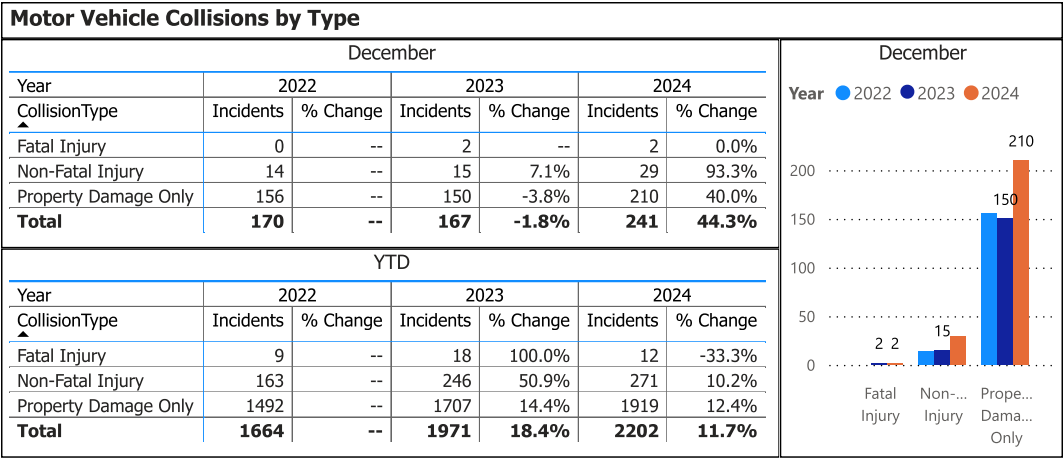 Motor Vehicle Collisions by Type
December
Year 2022 2023 2024
CollisionType Incidents % Change Incidents % Change Incidents % Change
Fatal Injury 0 -- 2 -- 2 0.0%
Non-Fatal Injury 14 -- 15 7.1% 29 93.3%
Property Damage Only 156 -- 150 -3.8% 210 40.0%
Total 170 -- 167 -1.8% 241 44.3%
YTD
Year 2022 2023 2024
CollisionType Incidents % Change Incidents % Change Incidents % Change
Fatal Injury 9 -- 18 100.0% 12 -33.3%
Non-Fatal Injury 163 -- 246 50.9% 271 10.2%
Property Damage Only 1492 -- 1707 14.4% 1919 12.4%
Total 1664 -- 1971 18.4% 2202 11.7%
December
Year 2022 2023 2024
210
200
150 150
100
50
15
2 2
0
Fatal Non-... Prope...
Injury Injury Dama...
Only